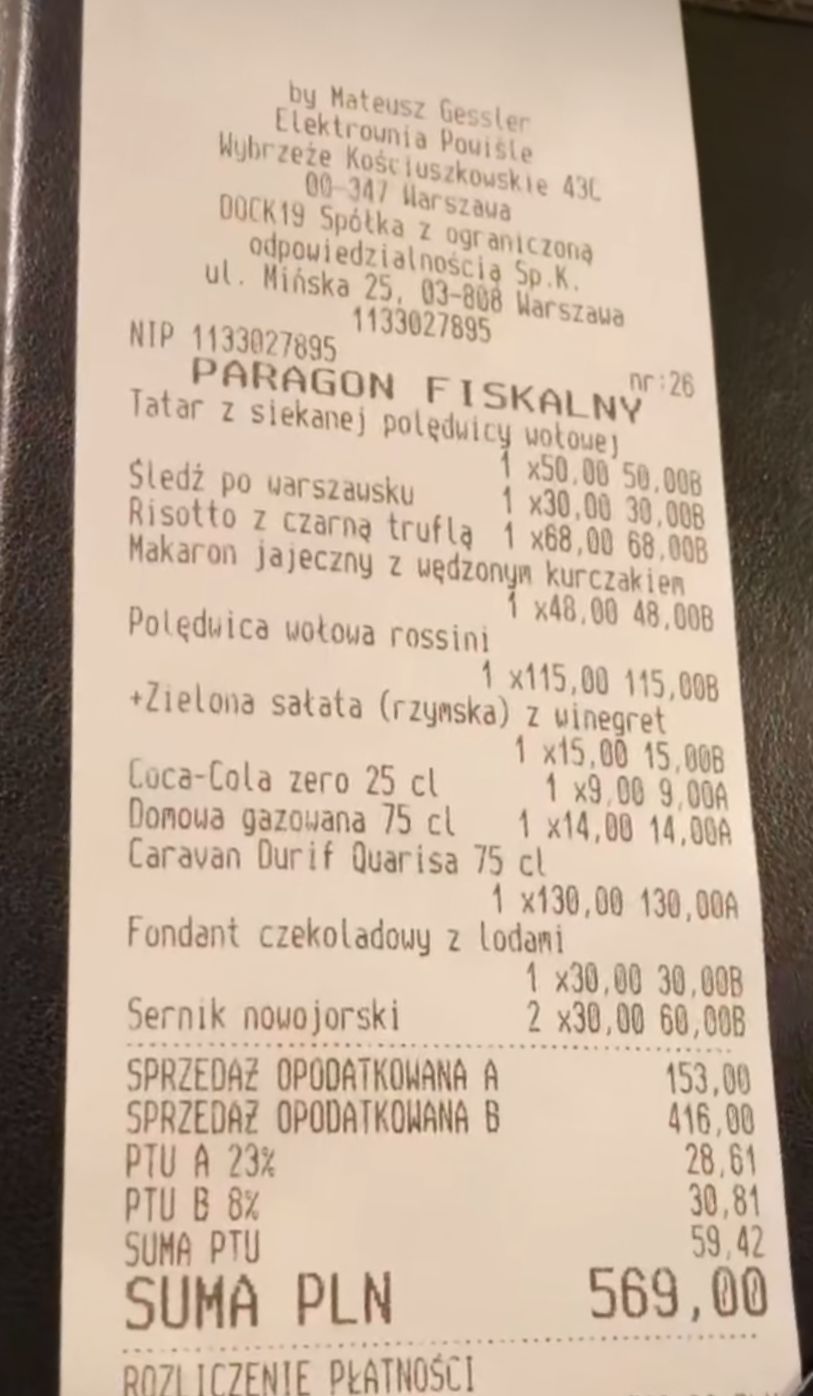 by Mateusz Gessler
Elektrownia Powiśle
Wybrzeże Kościuszkowskie 43C
00-347 Warszawa
DOCK19 Spółka z ograniczoną
odpowiedzialnością Sp.K.
ul. Mińska 25, 03-808 Warszawa
1133027895
NIP 1133027895
nr:26
PARAGON FISKALNY
Tatar z siekanej polędwicy wołowej
1 x50,00 50,00B
Śledź po warszawsku 1 x30,00 30,00B
Risotto z czarną truflą 1 x68,00 68,00B
Makaron jajeczny z wędzonym kurczakiem
1 x48,00 48,00B
Polędwica wołowa rossini
1 x115,00 115,00B
+Zielona sałata (rzymska) z winegret
1 x15,00 15,00B
Coca-Cola zero 25 cl 1 x9,00 9,00A
Domowa gazowana 75 cl 1 x14,00 14,00A
Caravan Durif Quarisa 75 cl
1 x130,00 130,00A
Fondant czekoladowy z lodami
1 x30,00 30,00B
Sernik nowojorski 2 x30,00 60,00B
SPRZEDAŻ OPODATKOWANA A 153,00
SPRZEDAŻ OPODATKOWANA B 416,00
PTU A 23% 28,61
PTU B 8% 30,81
SUMA PTU 59,42
SUMA PLN 569,00
ROZLICZENIE PŁATNOŚCI